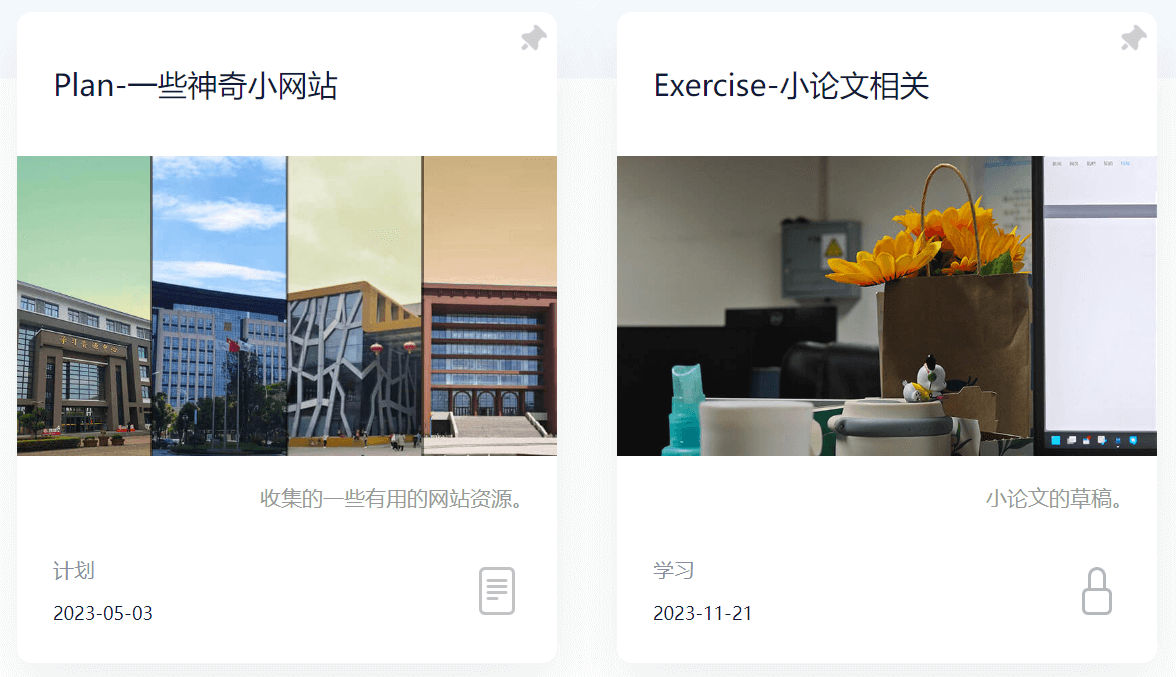 Plan-一些神奇小网站
收集的一些有用的网站资源。
计划
2023-05-03
Exercise-小论文相关
小论文的草稿。
学习
2023-11-21